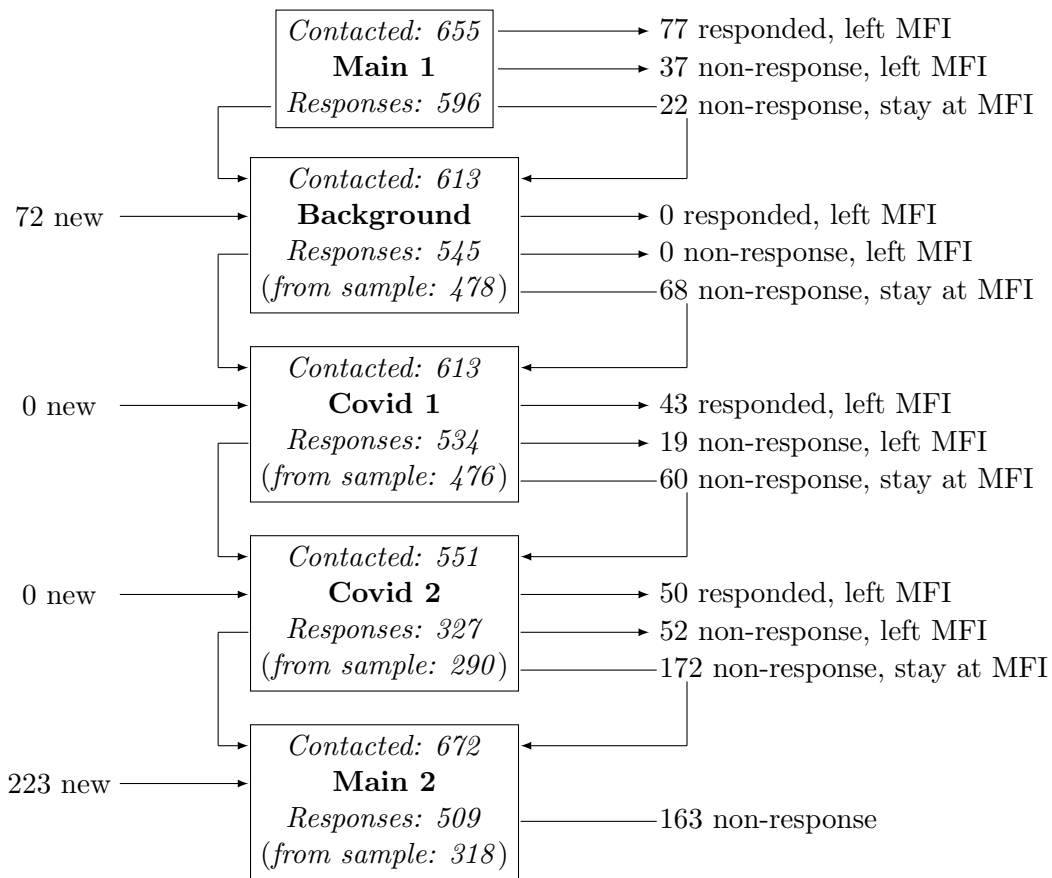 Contacted: 655
77 responded, left MFI
Main 1
37 non-response, left MFI
Responses: 596
22 non-response, stay at MFI
Contacted: 613
72 new
Background
0 responded, left MFI
Responses: 545
0 non-response, left MFI
(from sample: 478)
68 non-response, stay at MFI
Contacted: 613
0 new
Covid 1
43 responded, left MFI
Responses: 534
19 non-response, left MFI
(from sample: 476)
60 non-response, stay at MFI
Contacted: 551
0 new
Covid 2
50 responded, left MFI
Responses: 327
52 non-response, left MFI
(from sample: 290)
172 non-response, stay at MFI
Contacted: 672
223 new
Main 2
Responses: 509
163 non-response
(from sample: 318)